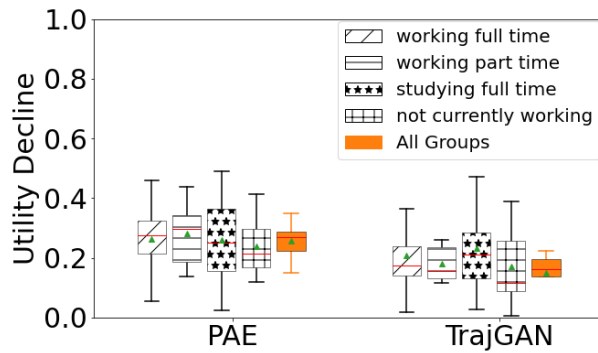 Utility Decline
1.0
0.8
0.6
0.4
0.2
0.0
working full time
working part time
studying full time
not currently working
All Groups
PAE
TrajGAN